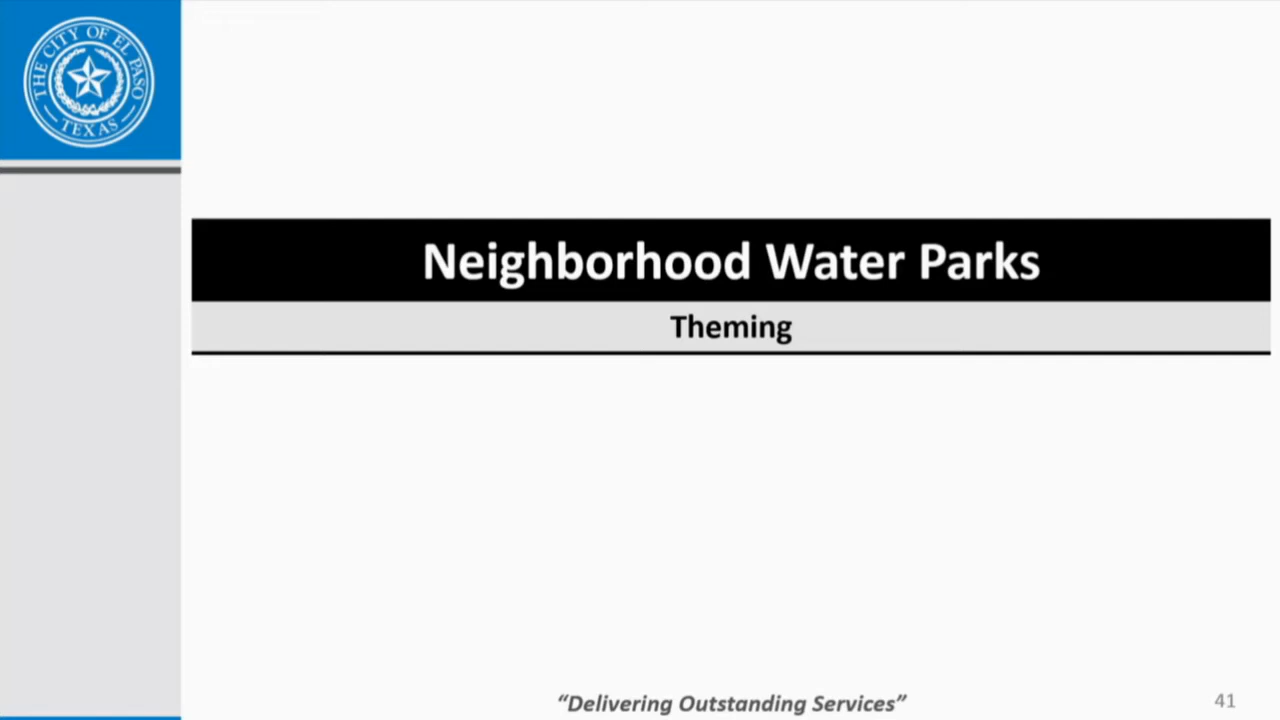 THE CITY OF EL PASO
TEXAS
Neighborhood Water Parks
Theming
“Delivering Outstanding Services”
41